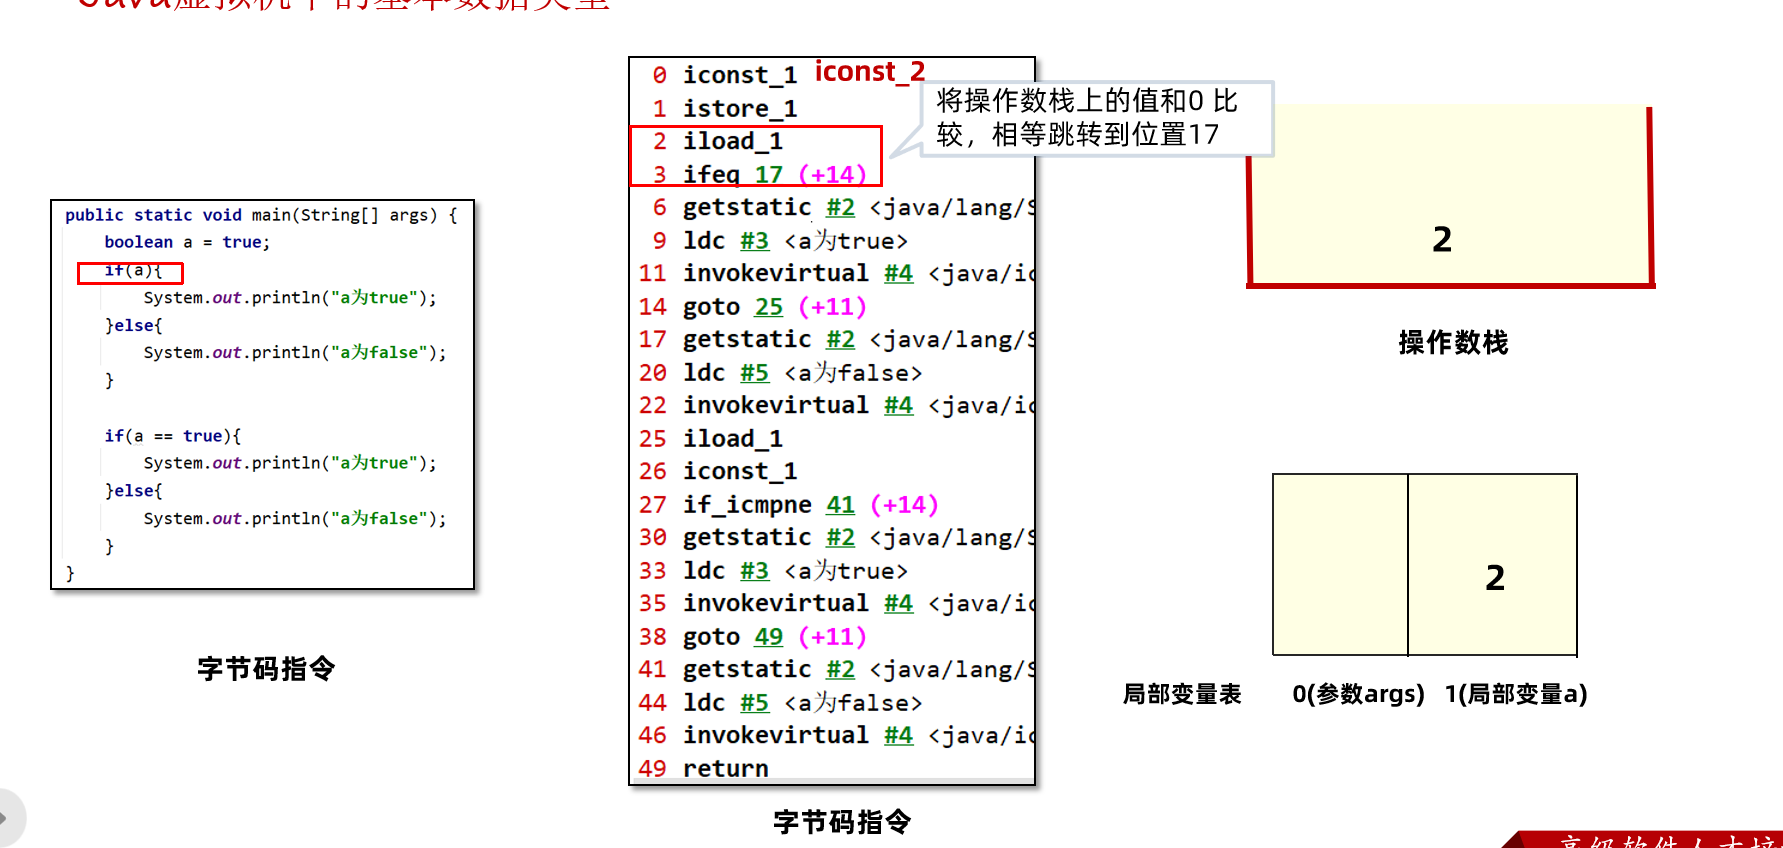 Java虚拟机中的基本数据类型
public static void main(String[] args) {
boolean a = true;
if(a){
System.out.println("a为true");
}else{
System.out.println("a为false");
}
if(a == true){
System.out.println("a为true");
}else{
System.out.println("a为false");
}
}
字节码指令
0 iconst_1 iconst_2
1 istore_1
2 iload_1
3 ifeq 17 (+14)
6 getstatic #2 <java/lang/S
9 ldc #3 <a为true>
11 invokevirtual #4 <java/io
14 goto 25 (+11)
17 getstatic #2 <java/lang/S
20 ldc #5 <a为false>
22 invokevirtual #4 <java/io
25 iload_1
26 iconst_1
27 if_icmpne 41 (+14)
30 getstatic #2 <java/lang/S
33 ldc #3 <a为true>
35 invokevirtual #4 <java/io
38 goto 49 (+11)
41 getstatic #2 <java/lang/S
44 ldc #5 <a为false>
46 invokevirtual #4 <java/io
49 return
字节码指令
将操作数栈上的值和0 比
较，相等跳转到位置17
2
操作数栈
2
局部变量表 0(参数args) 1(局部变量a)
高级软件人才培